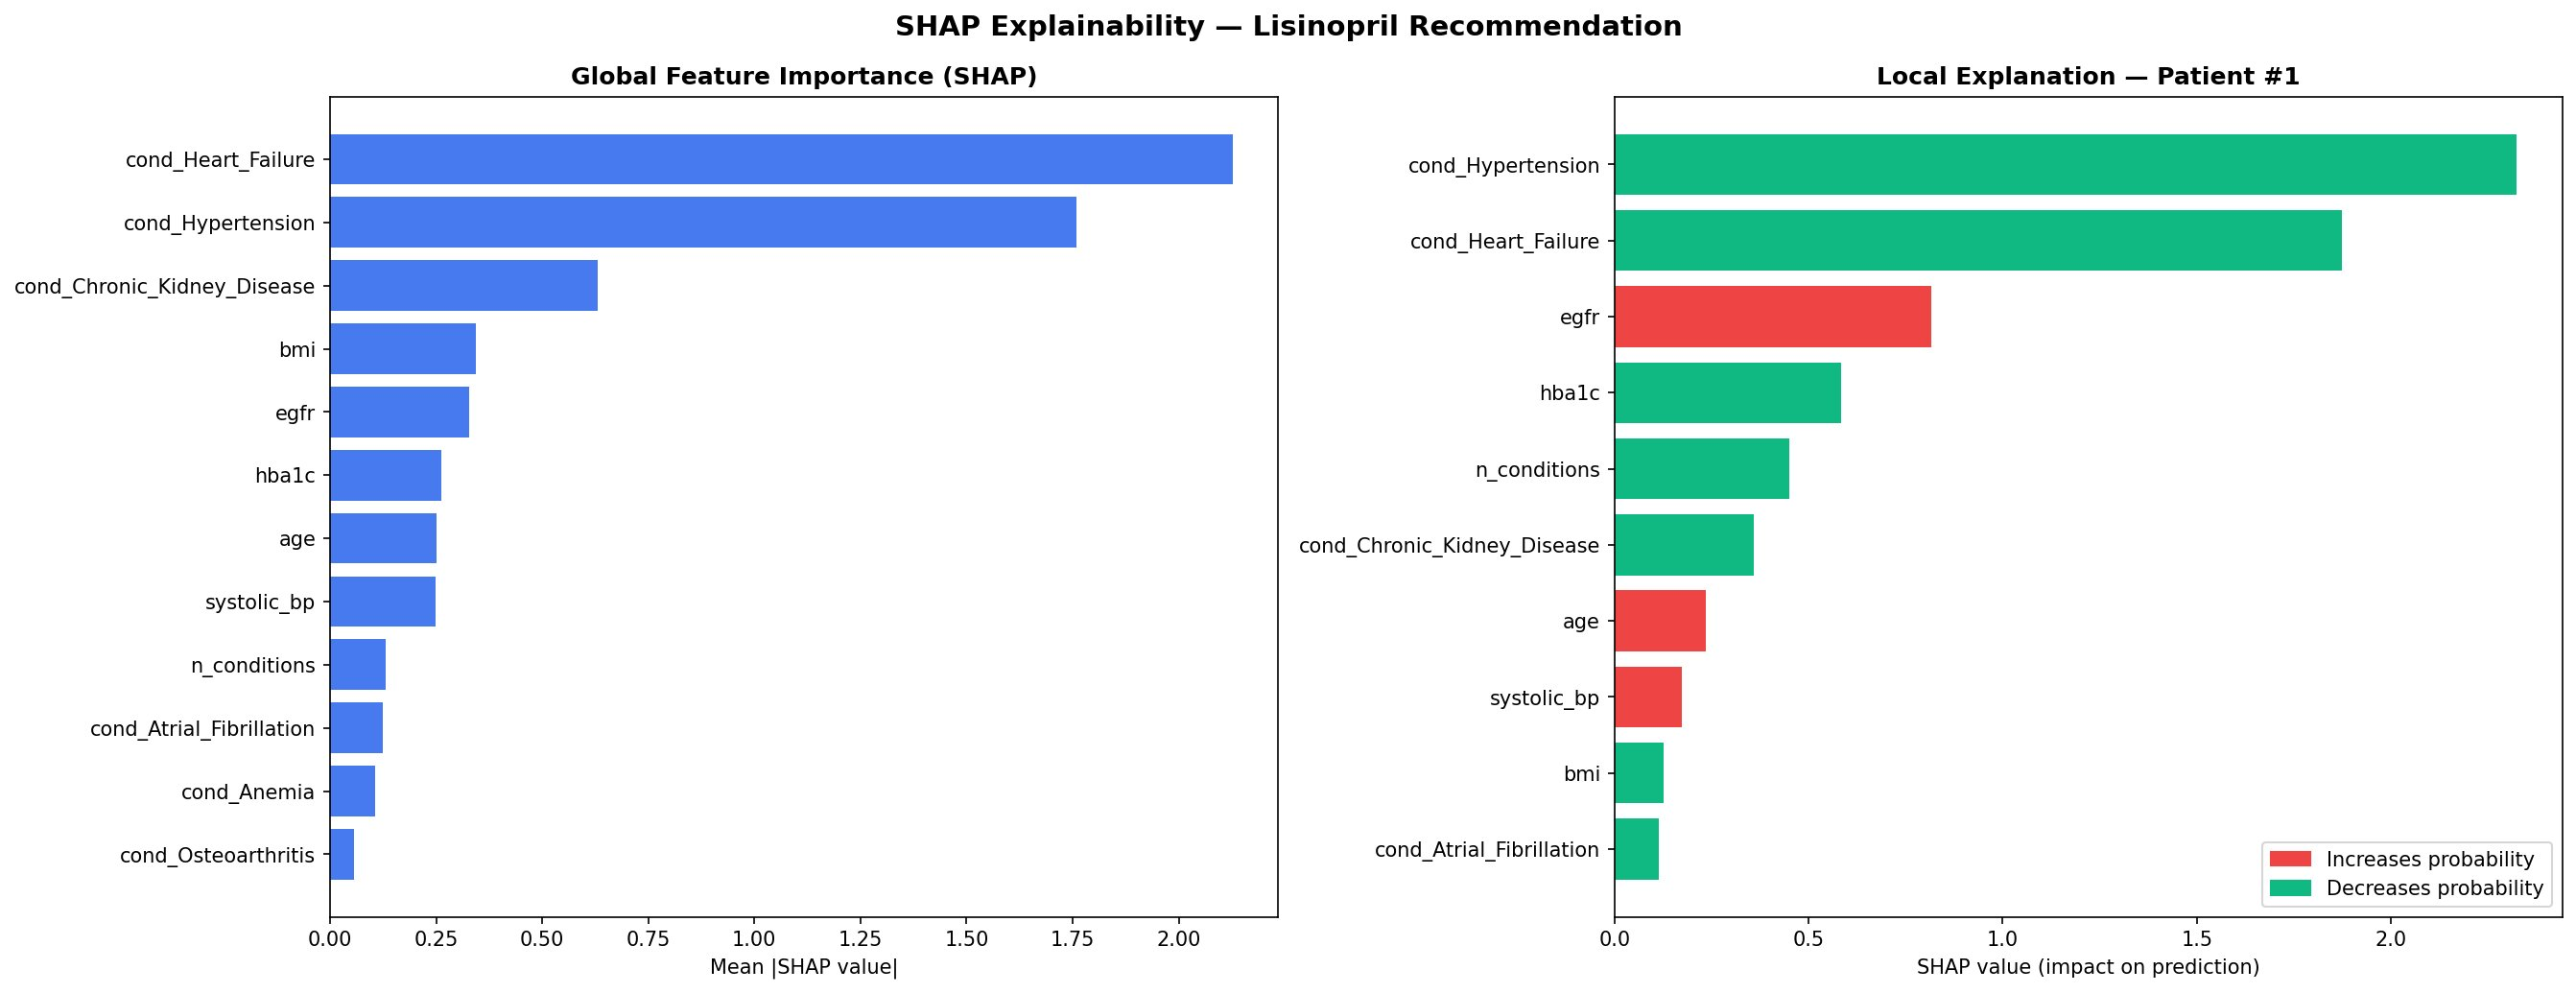 SHAP Explainability — Lisinopril Recommendation
Global Feature Importance (SHAP)
cond_Heart_Failure
cond_Hypertension
cond_Chronic_Kidney_Disease
bmi
egfr
hba1c
age
systolic_bp
n_conditions
cond_Atrial_Fibrillation
cond_Anemia
cond_Osteoarthritis
0.00 0.25 0.50 0.75 1.00 1.25 1.50 1.75 2.00
Mean |SHAP value|
Local Explanation — Patient #1
cond_Hypertension
cond_Heart_Failure
egfr
hba1c
n_conditions
cond_Chronic_Kidney_Disease
age
systolic_bp
bmi
cond_Atrial_Fibrillation
Increases probability
Decreases probability
0.0 0.5 1.0 1.5 2.0
SHAP value (impact on prediction)